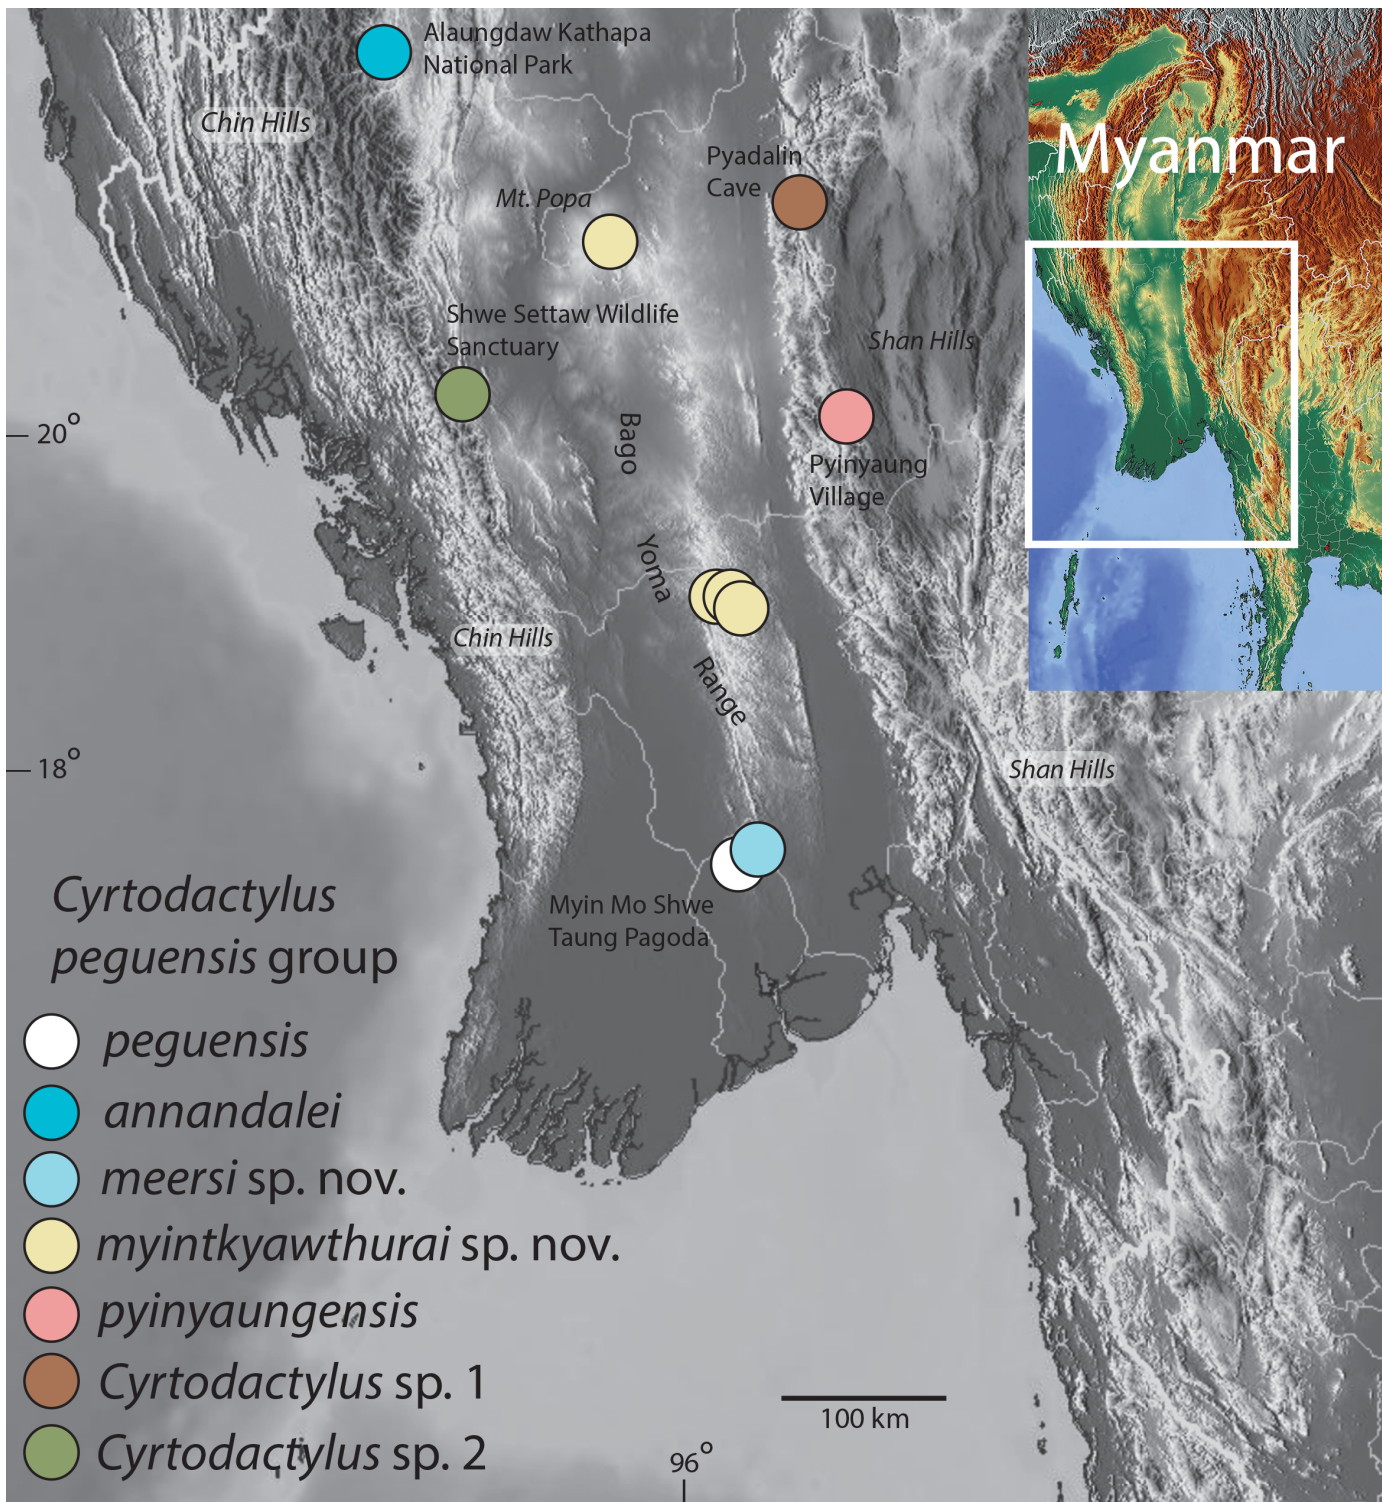 Alaungdaw Kathapa
National Park
Chin Hills
Myanmar
Pyadalin
Cave
Mt. Popa
Shwe Settaw Wildlife
Sanctuary
Shan Hills
20°
Bago
Pyinyaung
Village
Yoma
Chin Hills
Range
18°
Shan Hills
Myin Mo Shwe
Taung Pagoda
Cyrtodactylus
peguensis group
peguensis
annandalei
meersi sp. nov.
myintkyawthurai sp. nov.
pyinyaungensis
Cyrtodactylus sp. 1
Cyrtodactylus sp. 2
100 km
96°